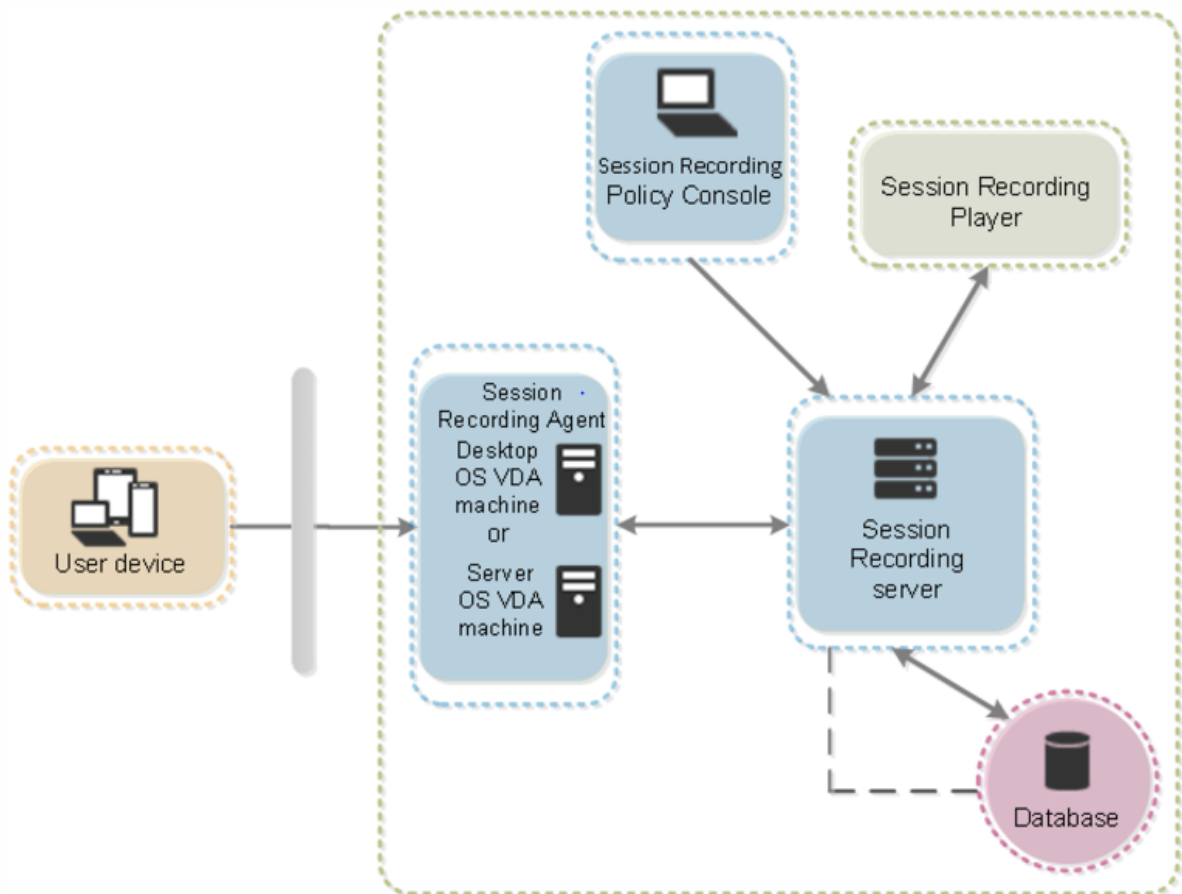 Session Recording
Policy Console
Session Recording
Player
Session
Recording Agent
Desktop
OS VDA
machine
or
Server
OS VDA
machine
User device
Session
Recording
server
Database